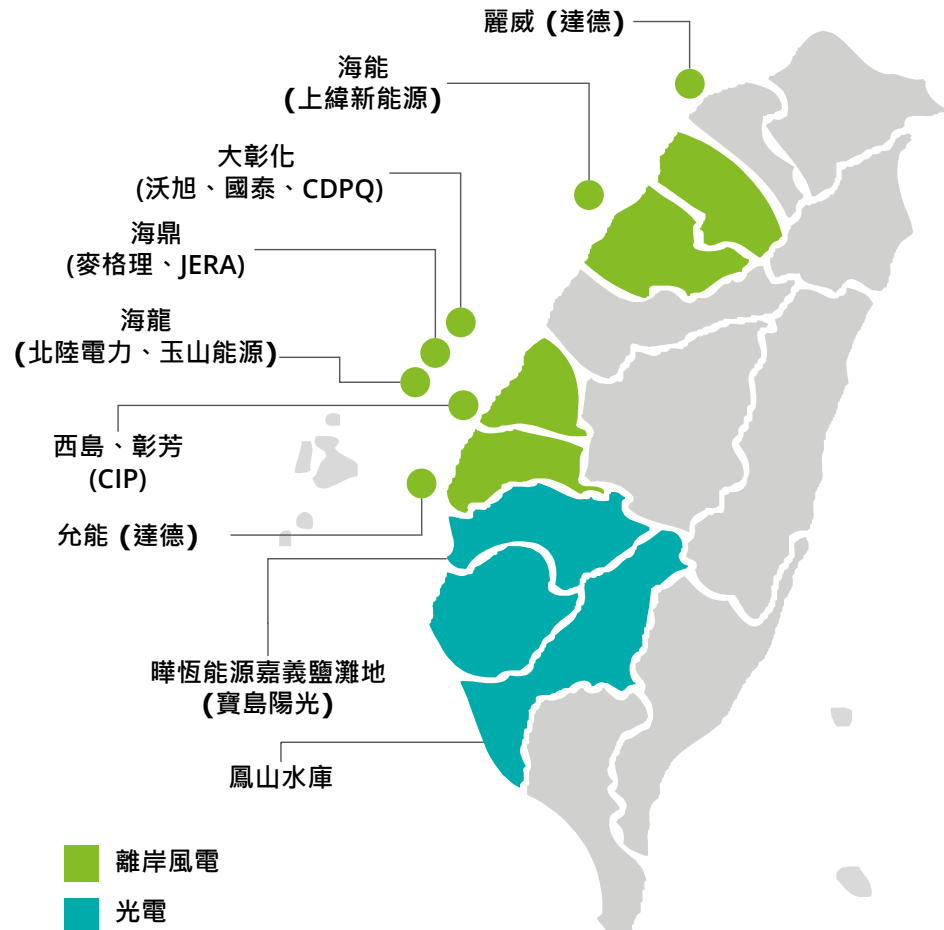 麗威 (達德)
海能
(上緯新能源)
大彰化
(沃旭、國泰、CDPQ)
海鼎
(麥格理、JERA)
海龍
(北陸電力、玉山能源)
西島、彰芳
(CIP)
允能 (達德)
曄恆能源嘉義鹽灘地
(寶島陽光)
鳳山水庫
離岸風電
光電